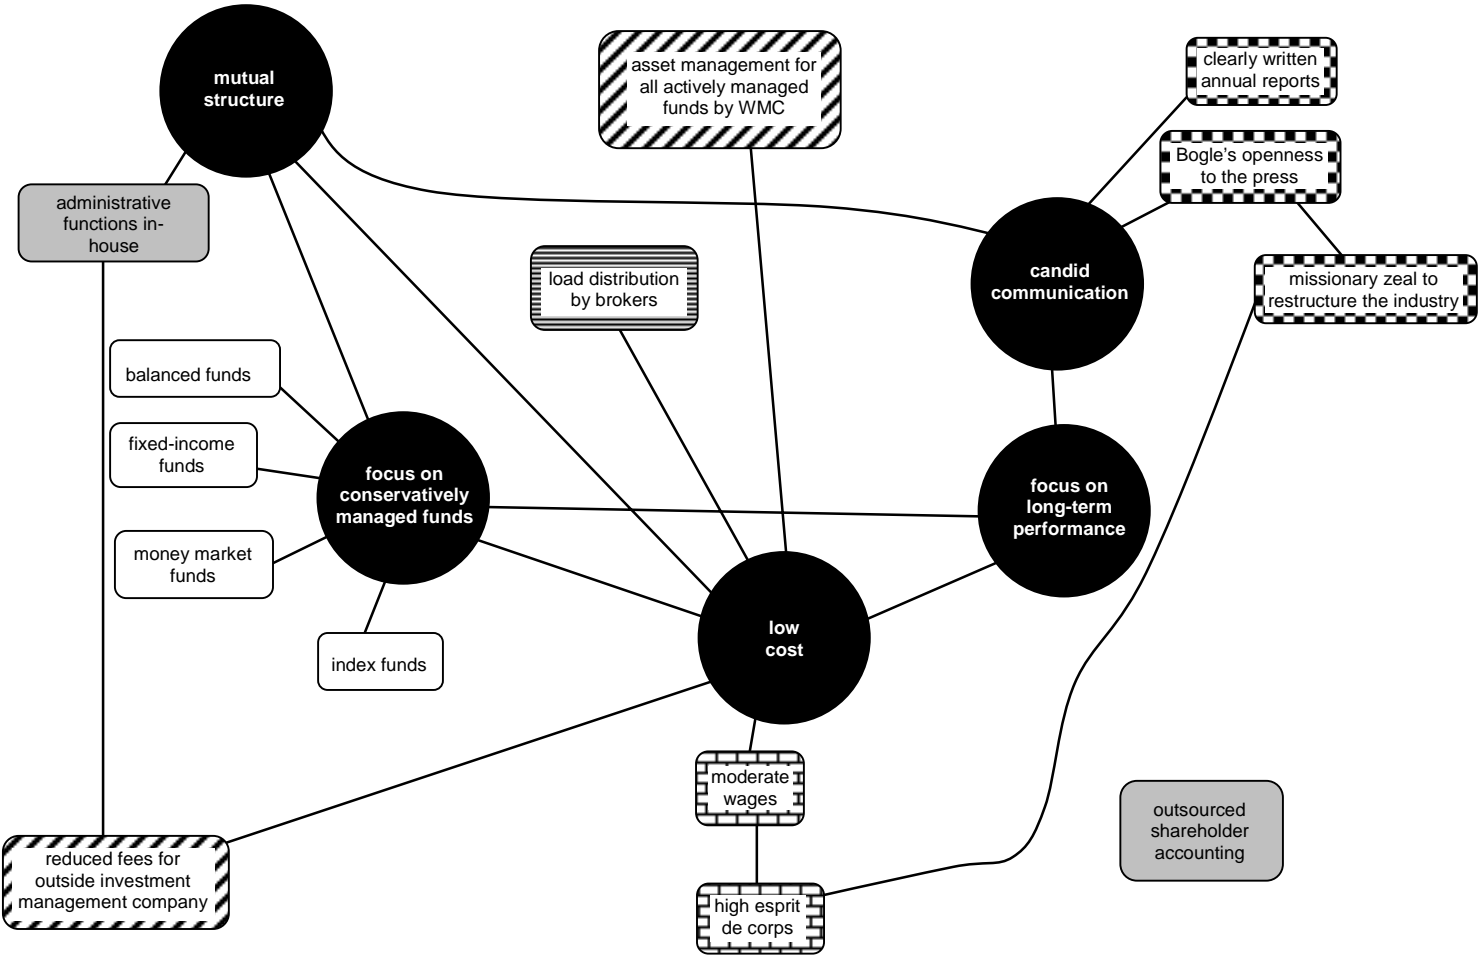 mutual
structure
asset management for
all actively managed
funds by WMC
clearly written
annual reports
Bogle's openness
to the press
administrative
functions in-
house
load distribution
by brokers
candid
communication
missionary zeal to
restructure the industry
balanced funds
fixed-income
funds
focus on
conservatively
managed funds
focus on
long-term
performance
money market
funds
low
cost
index funds
moderate
wages
outsourced
shareholder
accounting
reduced fees for
outside investment
management company
high esprit
de corps